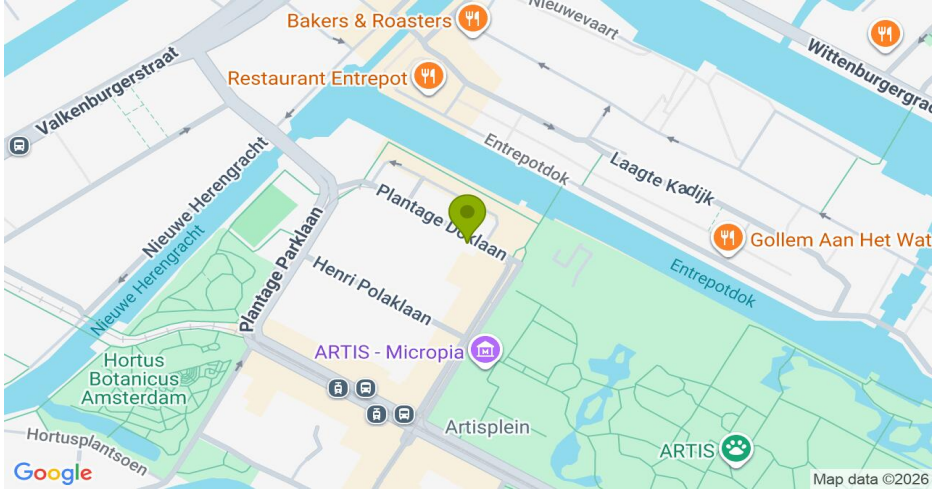 Nieuwevaart
Bakers & Roasters
Wittenburgergrac
Restaurant Entrepot
Valkenburgerstraat
Entrepotdok
Laagte Kadijk
Nieuwe Herengracht
Plantage Doklaan
Nieuwe Herengracht
Plantage Parklaan
Gollem Aan Het Wat
Henri Polaklaan
Entrepotdok
ARTIS - Micropia
Hortus
Botanicus
Amsterdam
Artisplein
Hortusplantsoen
ARTIS
Google
Map data ©2026